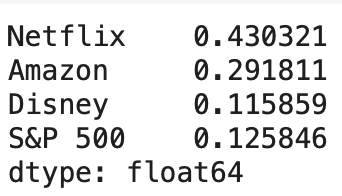 Netflix    0.430321
Amazon     0.291811
Disney     0.115859
S&P 500    0.125846
dtype: float64